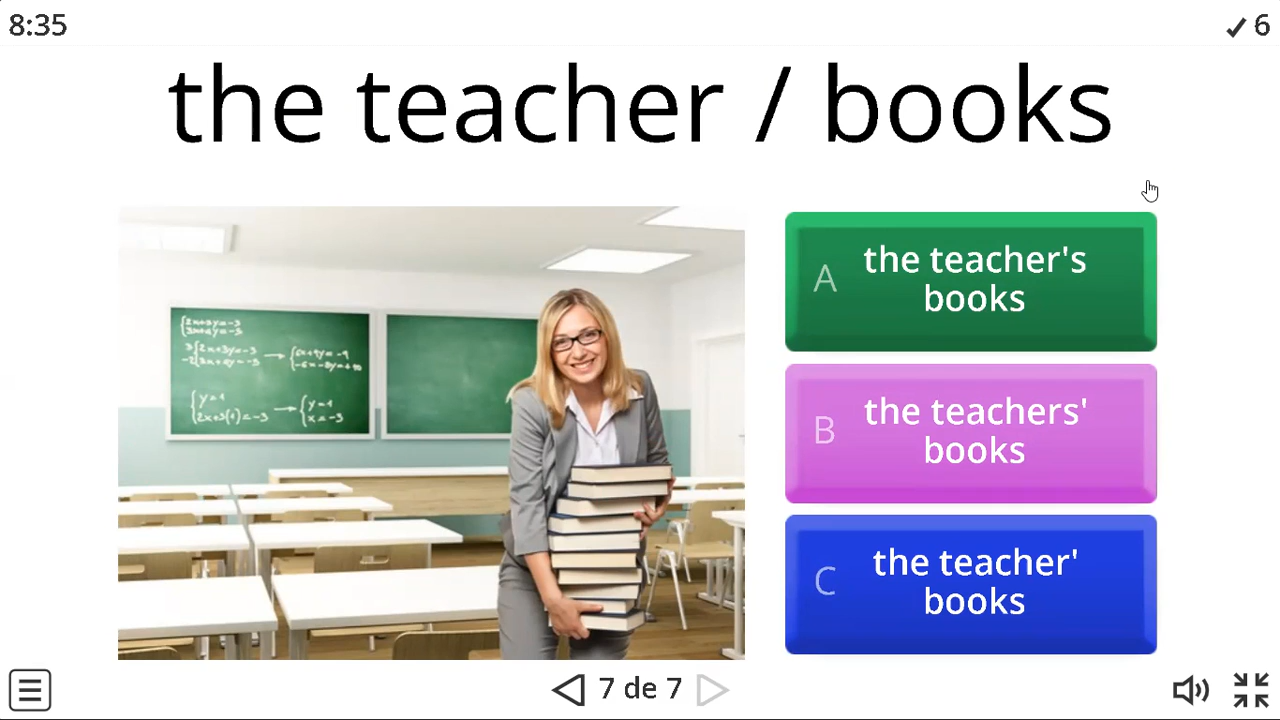 8:35
✓ 6
the teacher / books
A
the teacher's
books
B
the teachers'
books
C
the teacher'
books
7 de 7